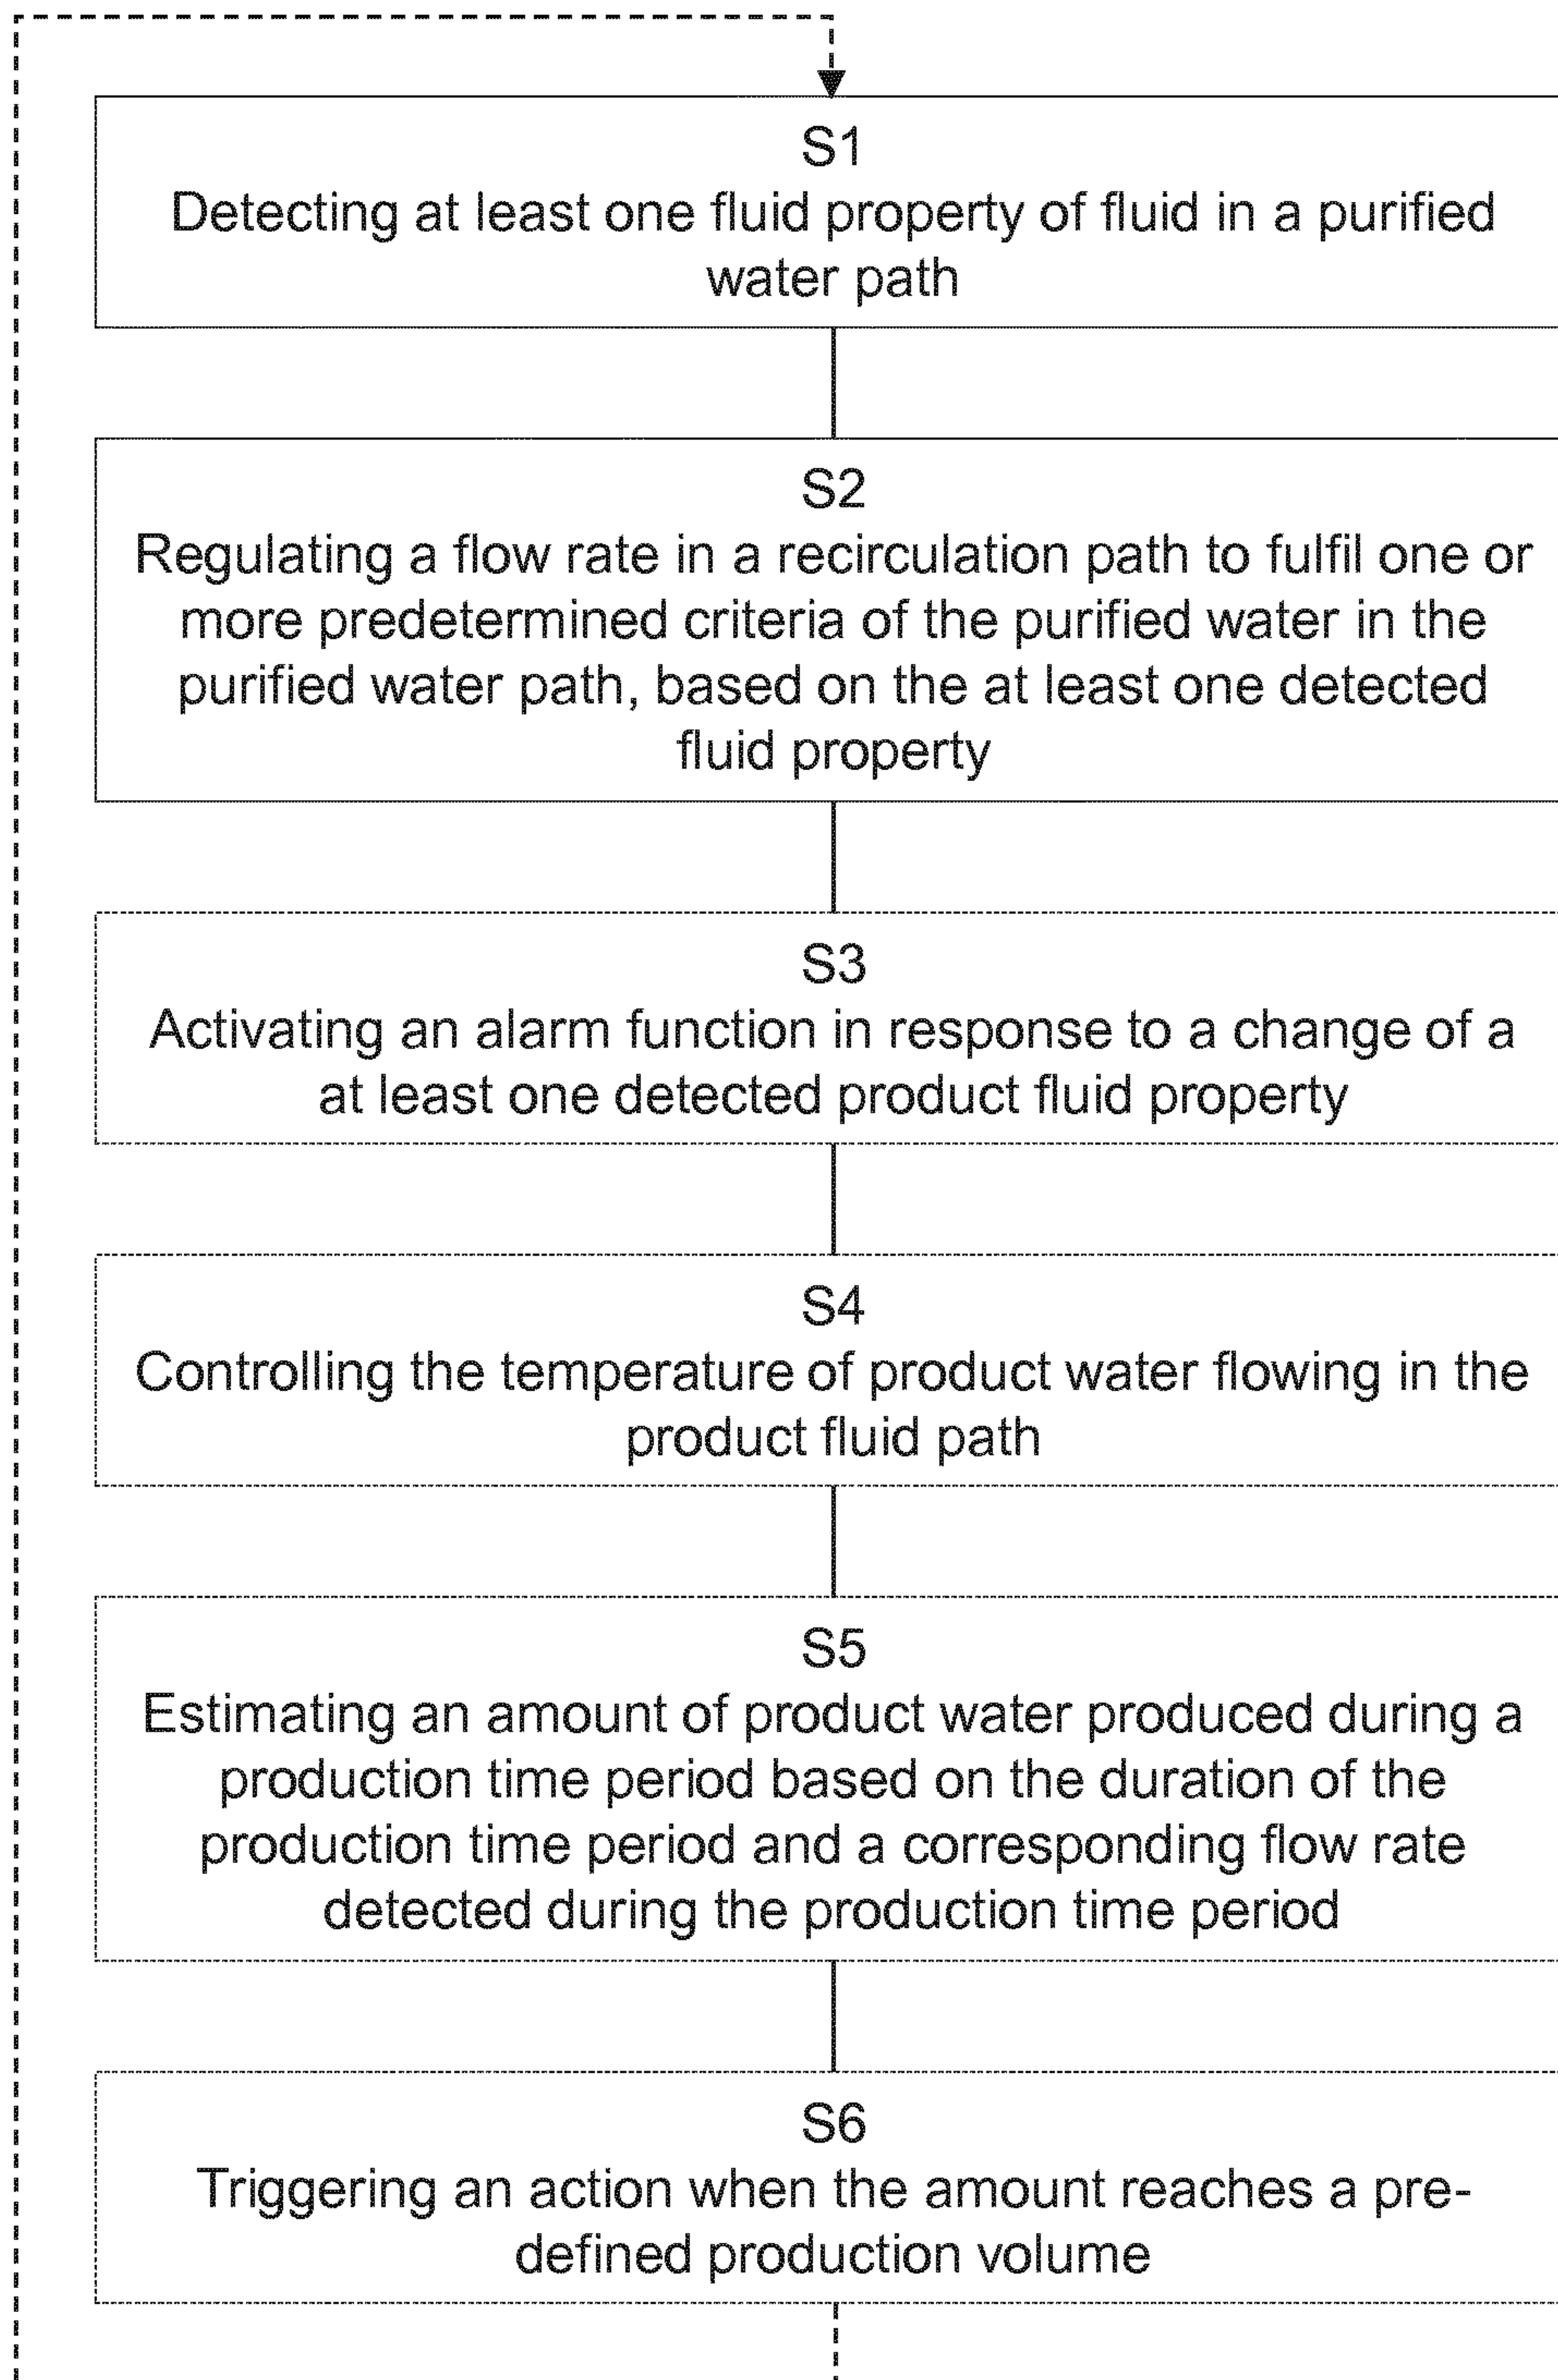 S1
Detecting at least one fluid property of fluid in a purified
water path
S2
Regulating a flow rate in a recirculation path to fulfil one or
more predetermined criteria of the purified water in the
purified water path, based on the at least one detected
fluid property
S3
Activating an alarm function in response to a change of a
at least one detected product fluid property
S4
Controlling the temperature of product water flowing in the
product fluid path
S5
Estimating an amount of product water produced during a
production time period based on the duration of the
production time period and a corresponding flow rate
detected during the production time period
S6
Triggering an action when the amount reaches a pre-
defined production volume